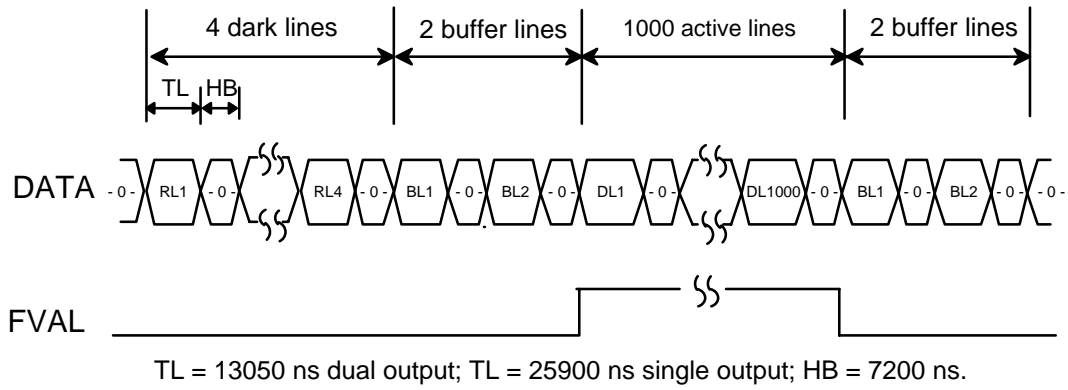 4 dark lines 2 buffer lines 1000 active lines 2 buffer lines
TL HB
DATA - 0 - RL1 - 0 - RL4 - 0 - BL1 - 0 - BL2 - 0 - DL1 - 0 - DL1000 - 0 - BL1 - 0 - BL2 - 0 -
FVAL
TL = 13050 ns dual output; TL = 25900 ns single output; HB = 7200 ns.